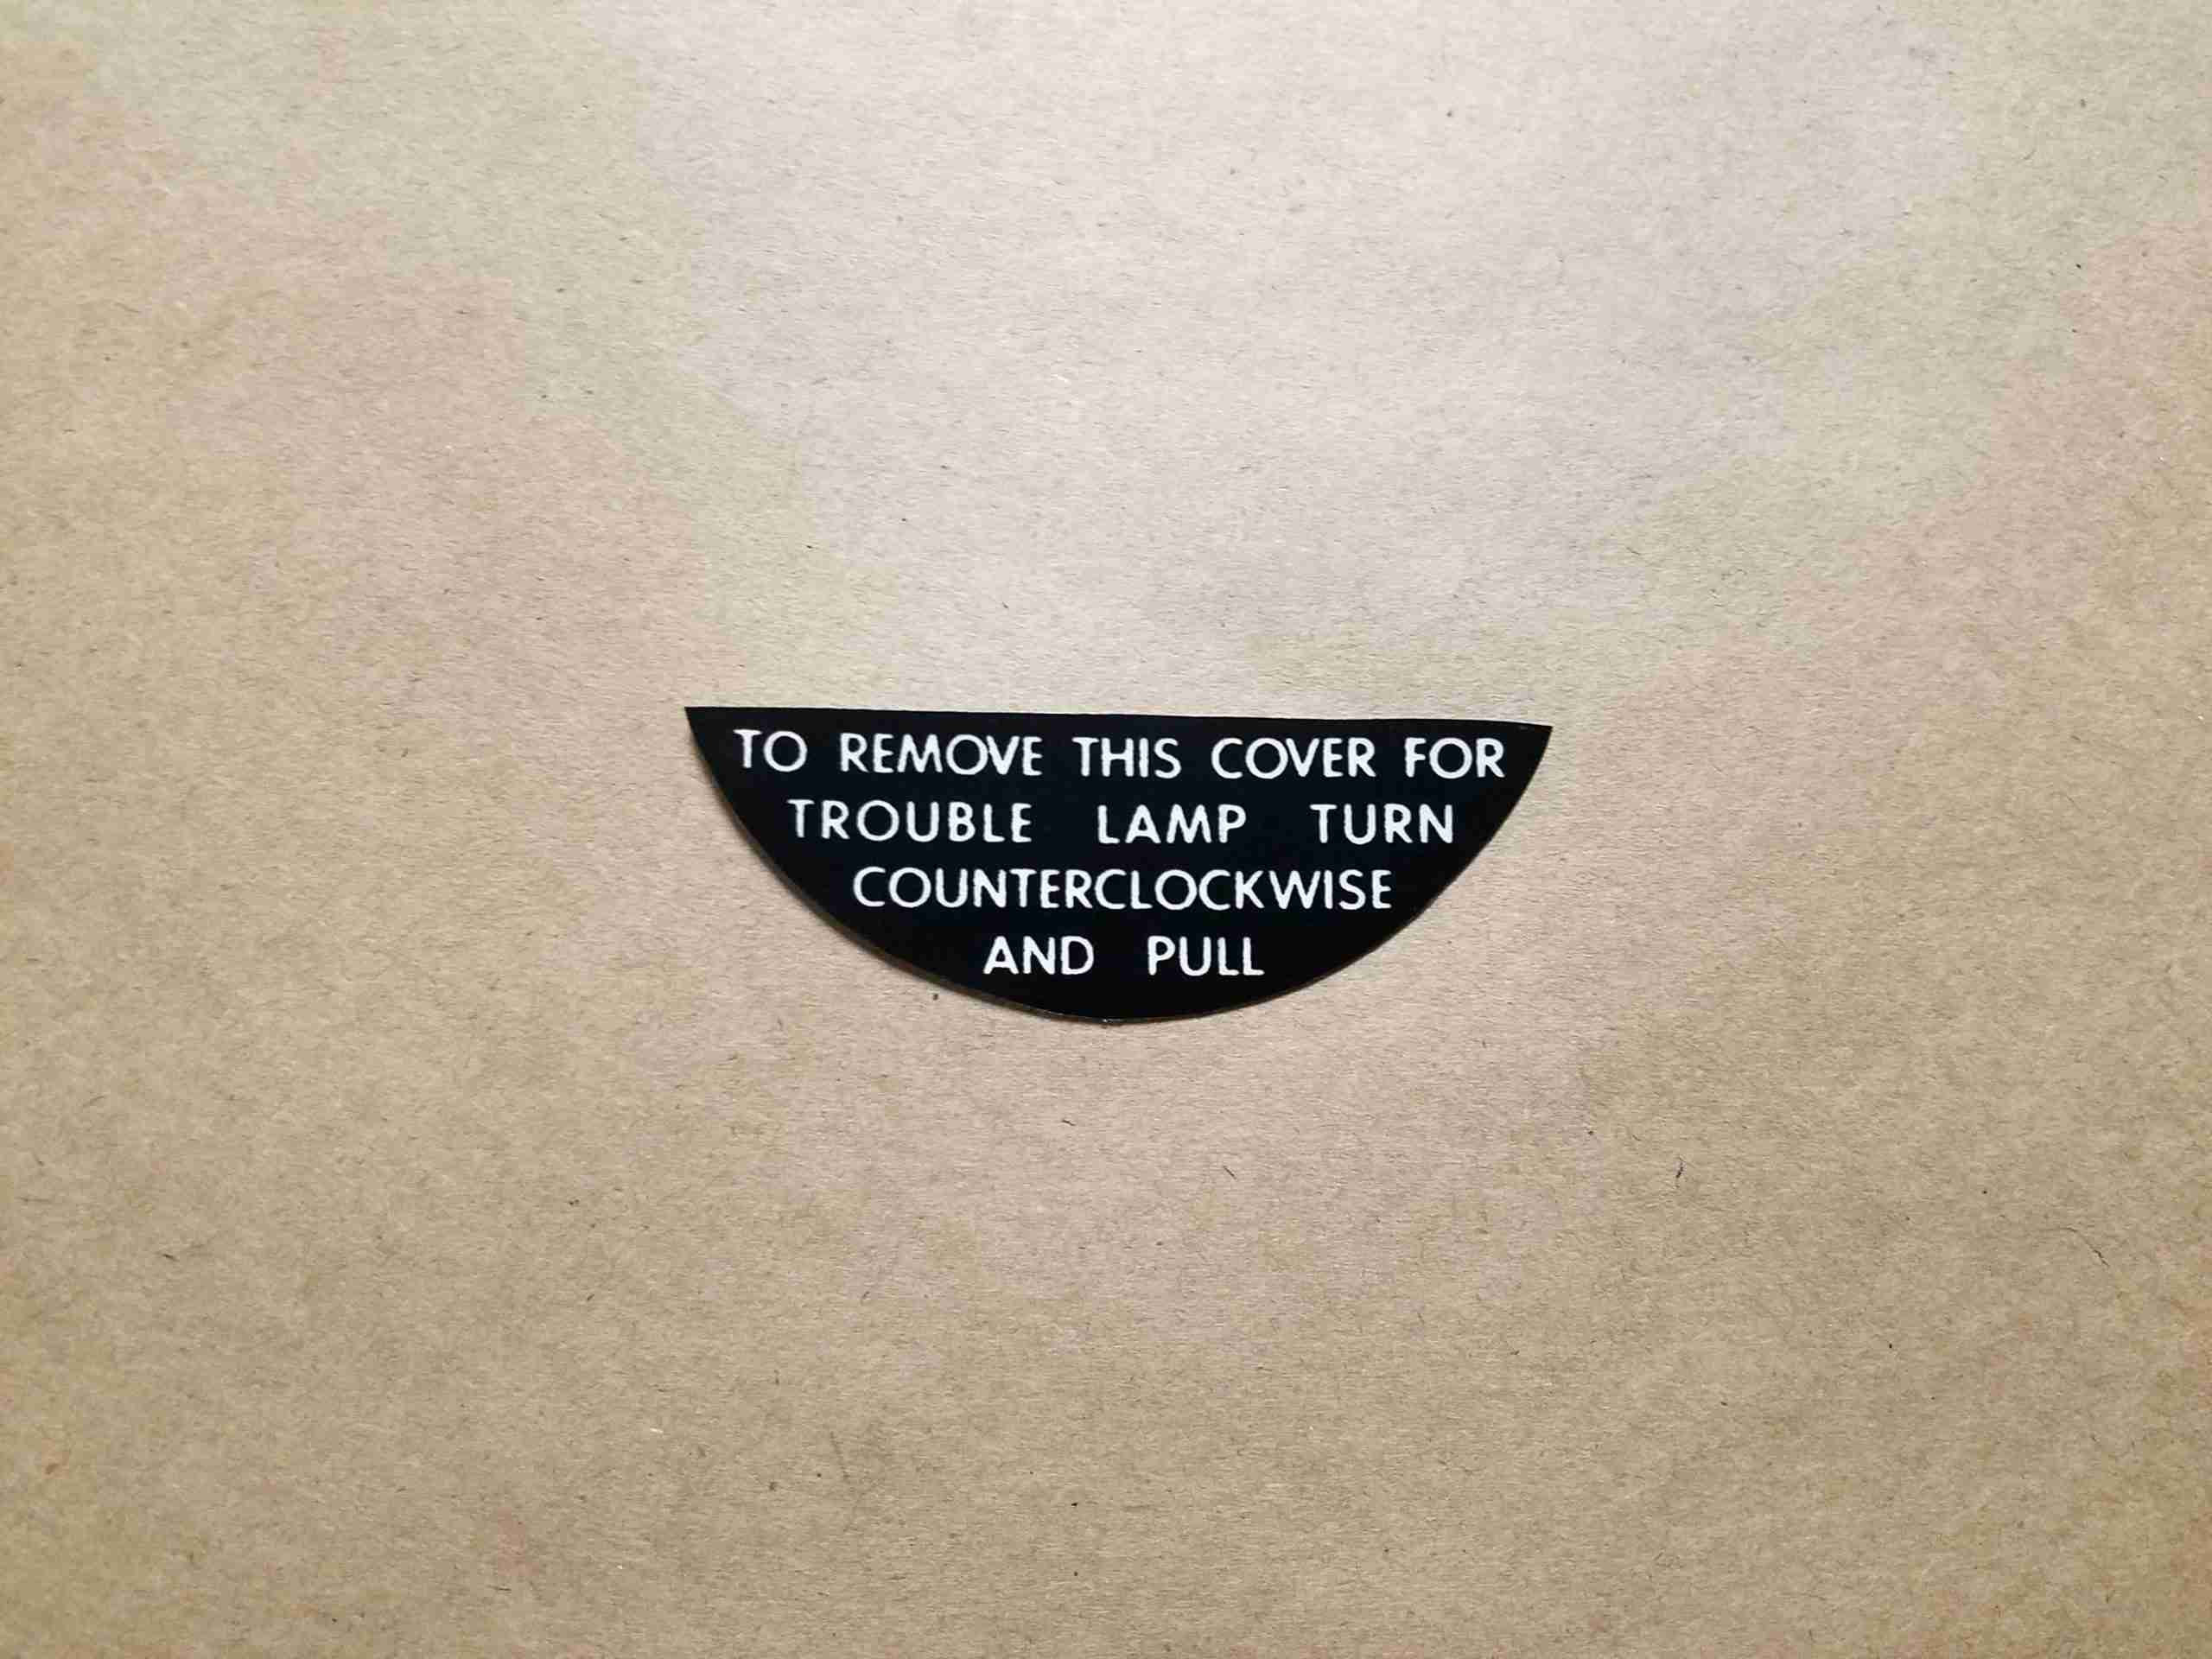 TO REMOVE THIS COVER FOR
TROUBLE LAMP TURN
COUNTERCLOCKWISE
AND PULL